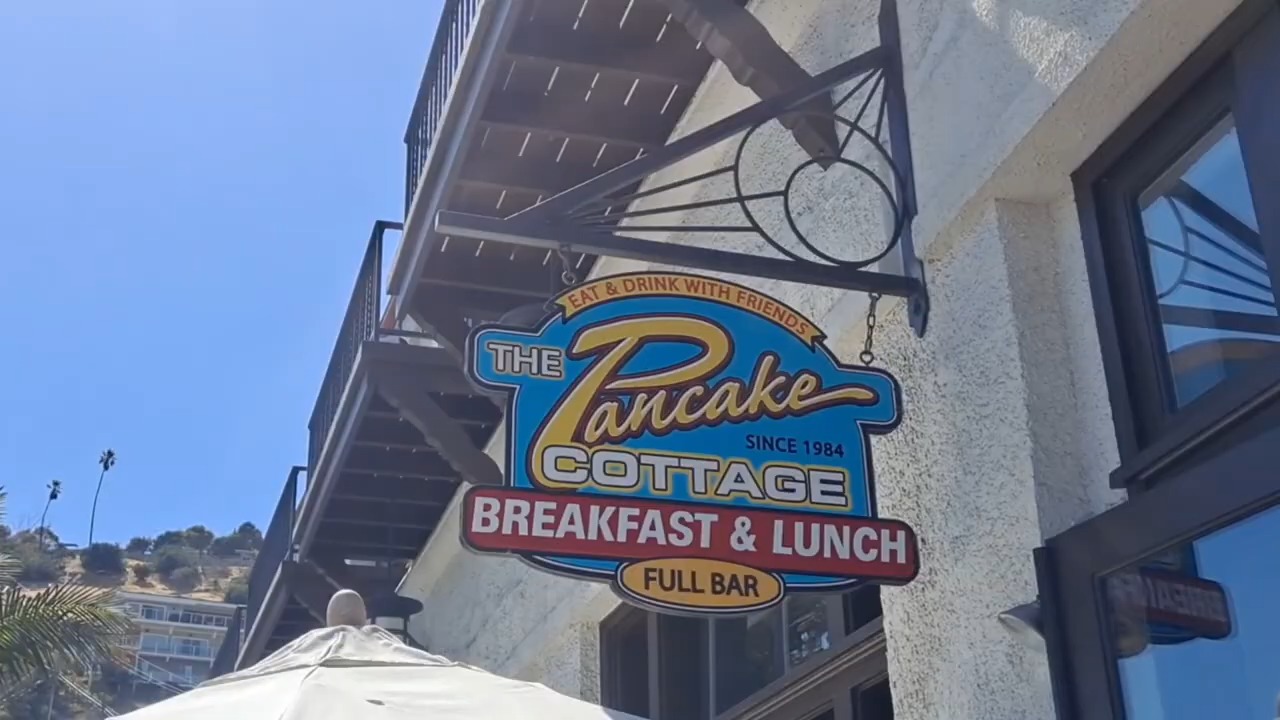 EAT & DRINK WITH FRIENDS
THE
Pancake
SINCE 1984
COTTAGE
BREAKFAST & LUNCH
FULL BAR